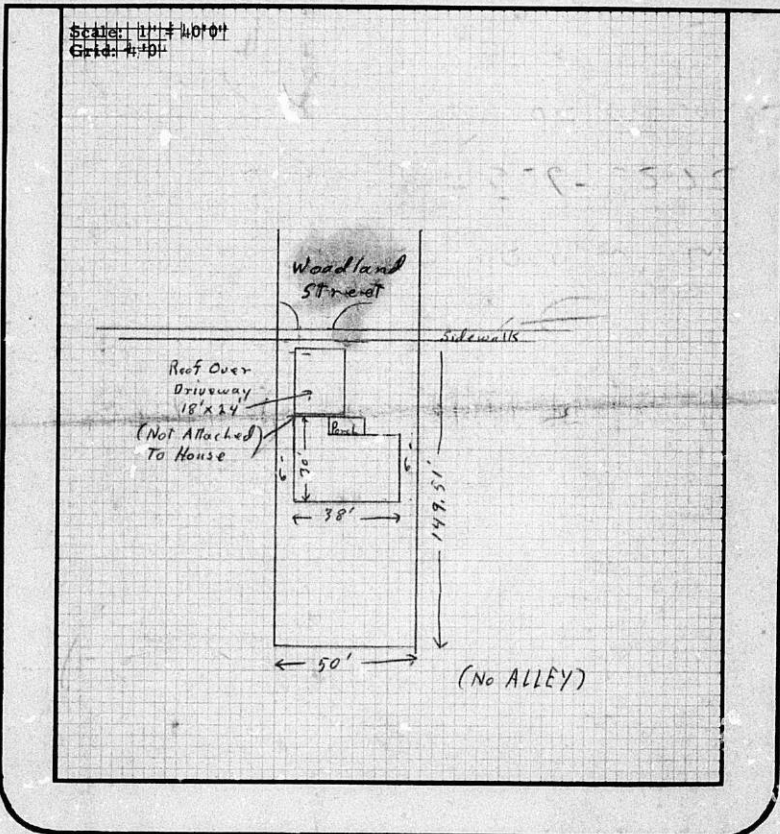 Scale: 1" = 40'0"
Grid: 4'0"
Woodland
Street
Sidewalk
Roof Over
Driveway
18' x 24'
(Not Attached)
To House
Porch
6'
30'
6'
38'
149.51'
50'
(No ALLEY)